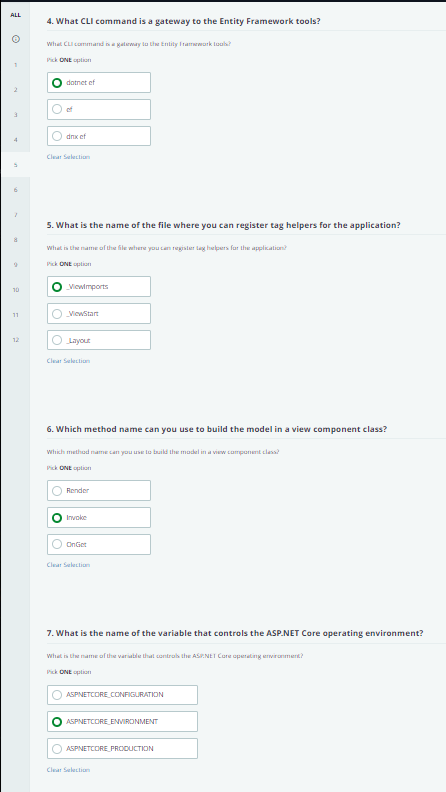 ALL
1
2
3
4
5
6
7
8
9
10
11
12
4. What CLI command is a gateway to the Entity Framework tools?
What CLI command is a gateway to the Entity Framework tools?
Pick ONE option
dotnet ef
ef
dnx ef
Clear Selection
5. What is the name of the file where you can register tag helpers for the application?
What is the name of the file where you can register tag helpers for the application?
Pick ONE option
_ViewImports
_ViewStart
_Layout
Clear Selection
6. Which method name can you use to build the model in a view component class?
Which method name can you use to build the model in a view component class?
Pick ONE option
Render
Invoke
OnGet
Clear Selection
7. What is the name of the variable that controls the ASP.NET Core operating environment?
What is the name of the variable that controls the ASP.NET Core operating environment?
Pick ONE option
ASPNETCORE_CONFIGURATION
ASPNETCORE_ENVIRONMENT
ASPNETCORE_PRODUCTION
Clear Selection